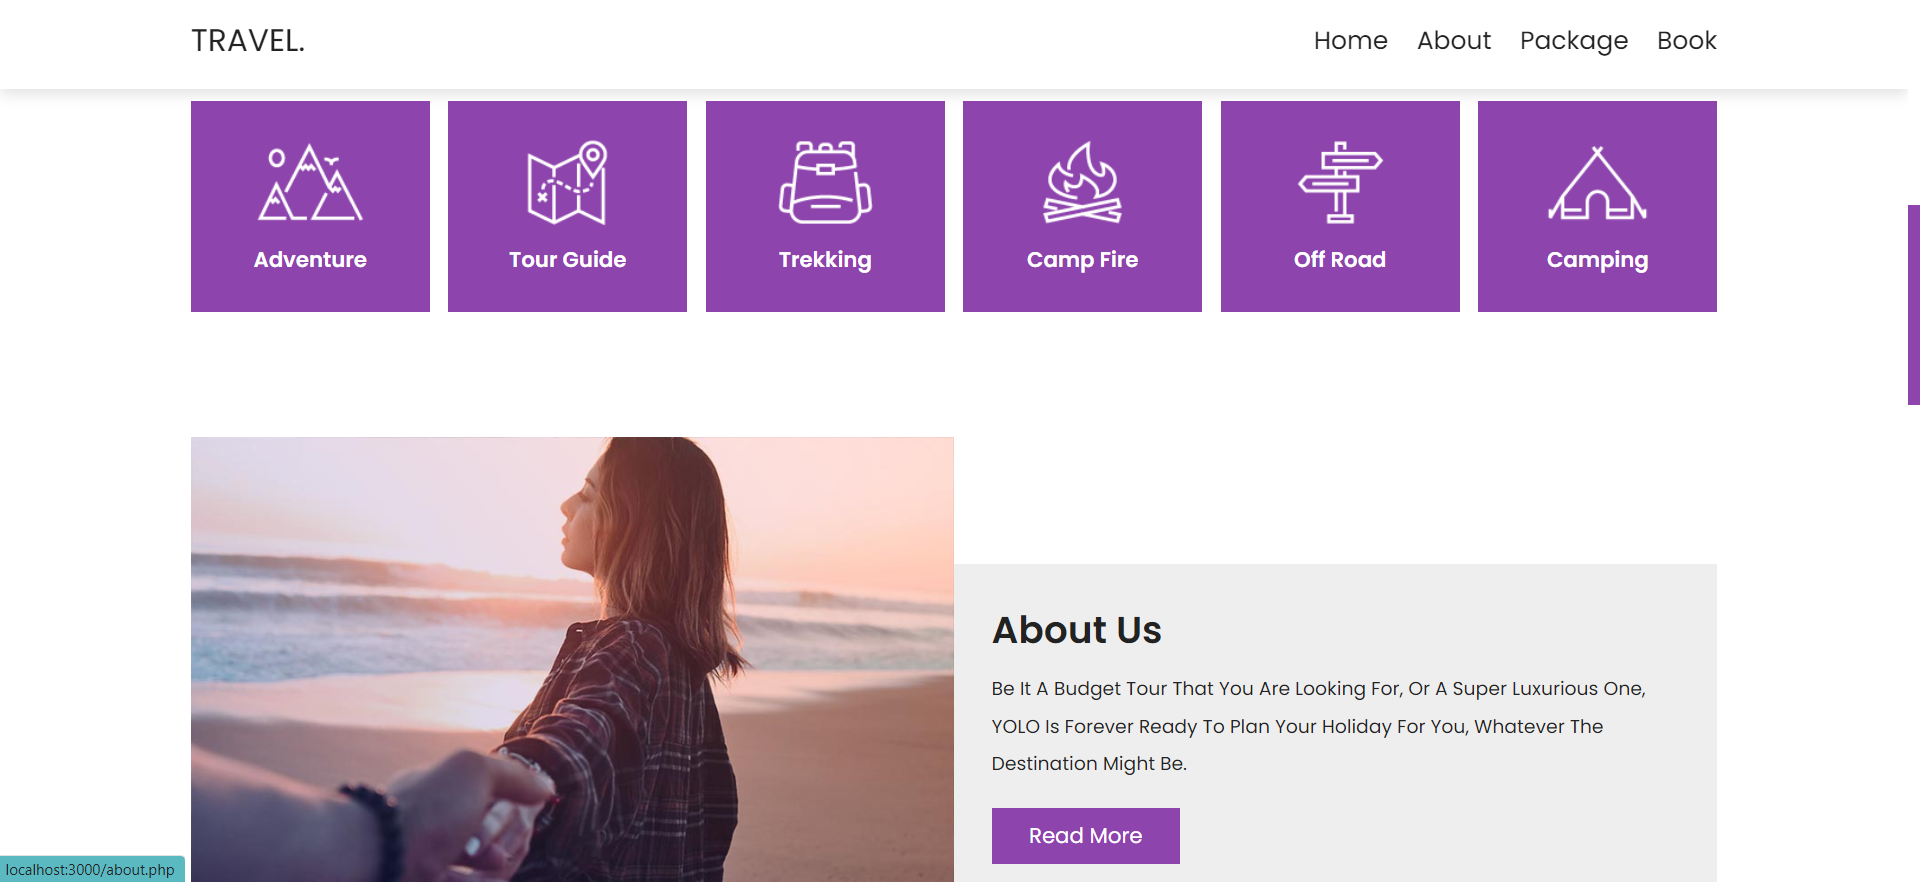 TRAVEL.
Home About Package Book
Adventure
Tour Guide
Trekking
Camp Fire
Off Road
Camping
About Us
Be It A Budget Tour That You Are Looking For, Or A Super Luxurious One,
YOLO Is Forever Ready To Plan Your Holiday For You, Whatever The
Destination Might Be.
Read More
localhost:3000/about.php